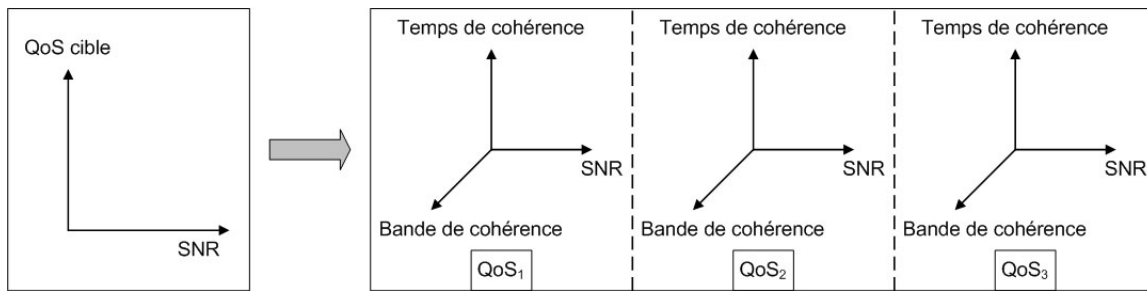 QoS cible
SNR
Temps de cohérence
SNR
Bande de cohérence
QoS₁
Temps de cohérence
SNR
Bande de cohérence
QoS₂
Temps de cohérence
SNR
Bande de cohérence
QoS₃